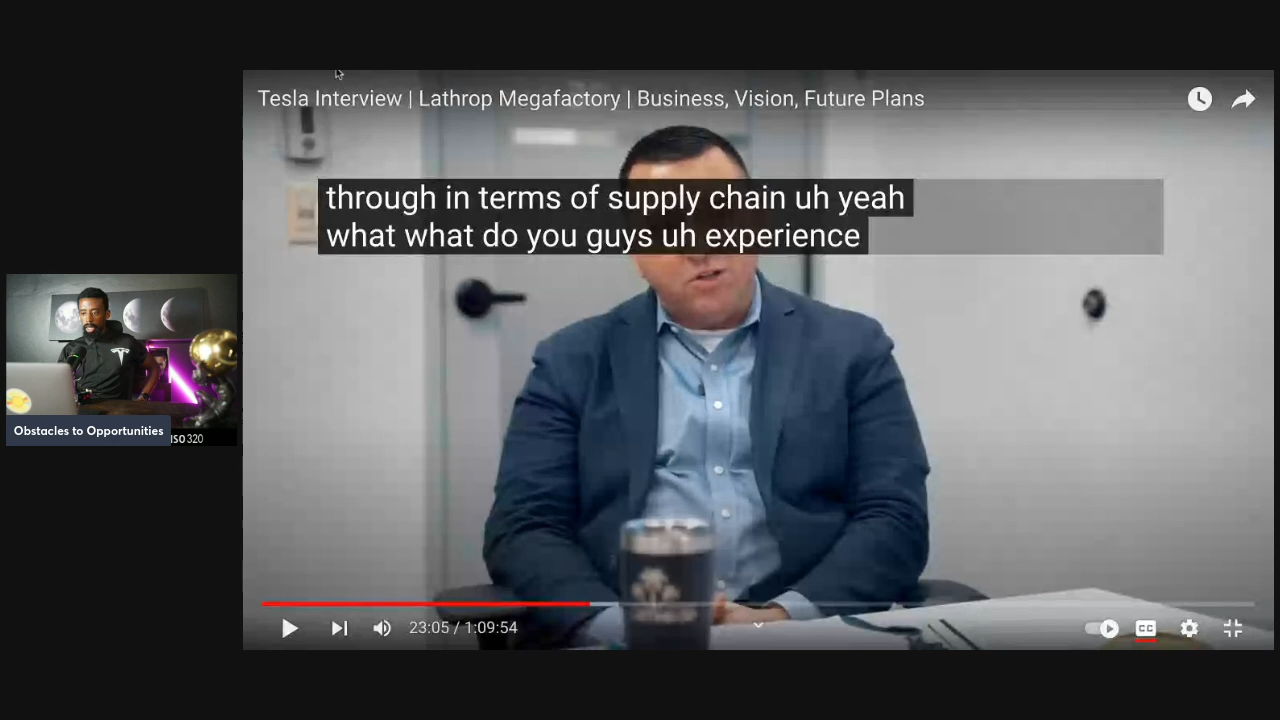 Tesla Interview | Lathrop Megafactory | Business, Vision, Future Plans
through in terms of supply chain uh yeah
what what do you guys uh experience
Obstacles to Opportunities
ISO 320
23:05 / 1:09:54
CC